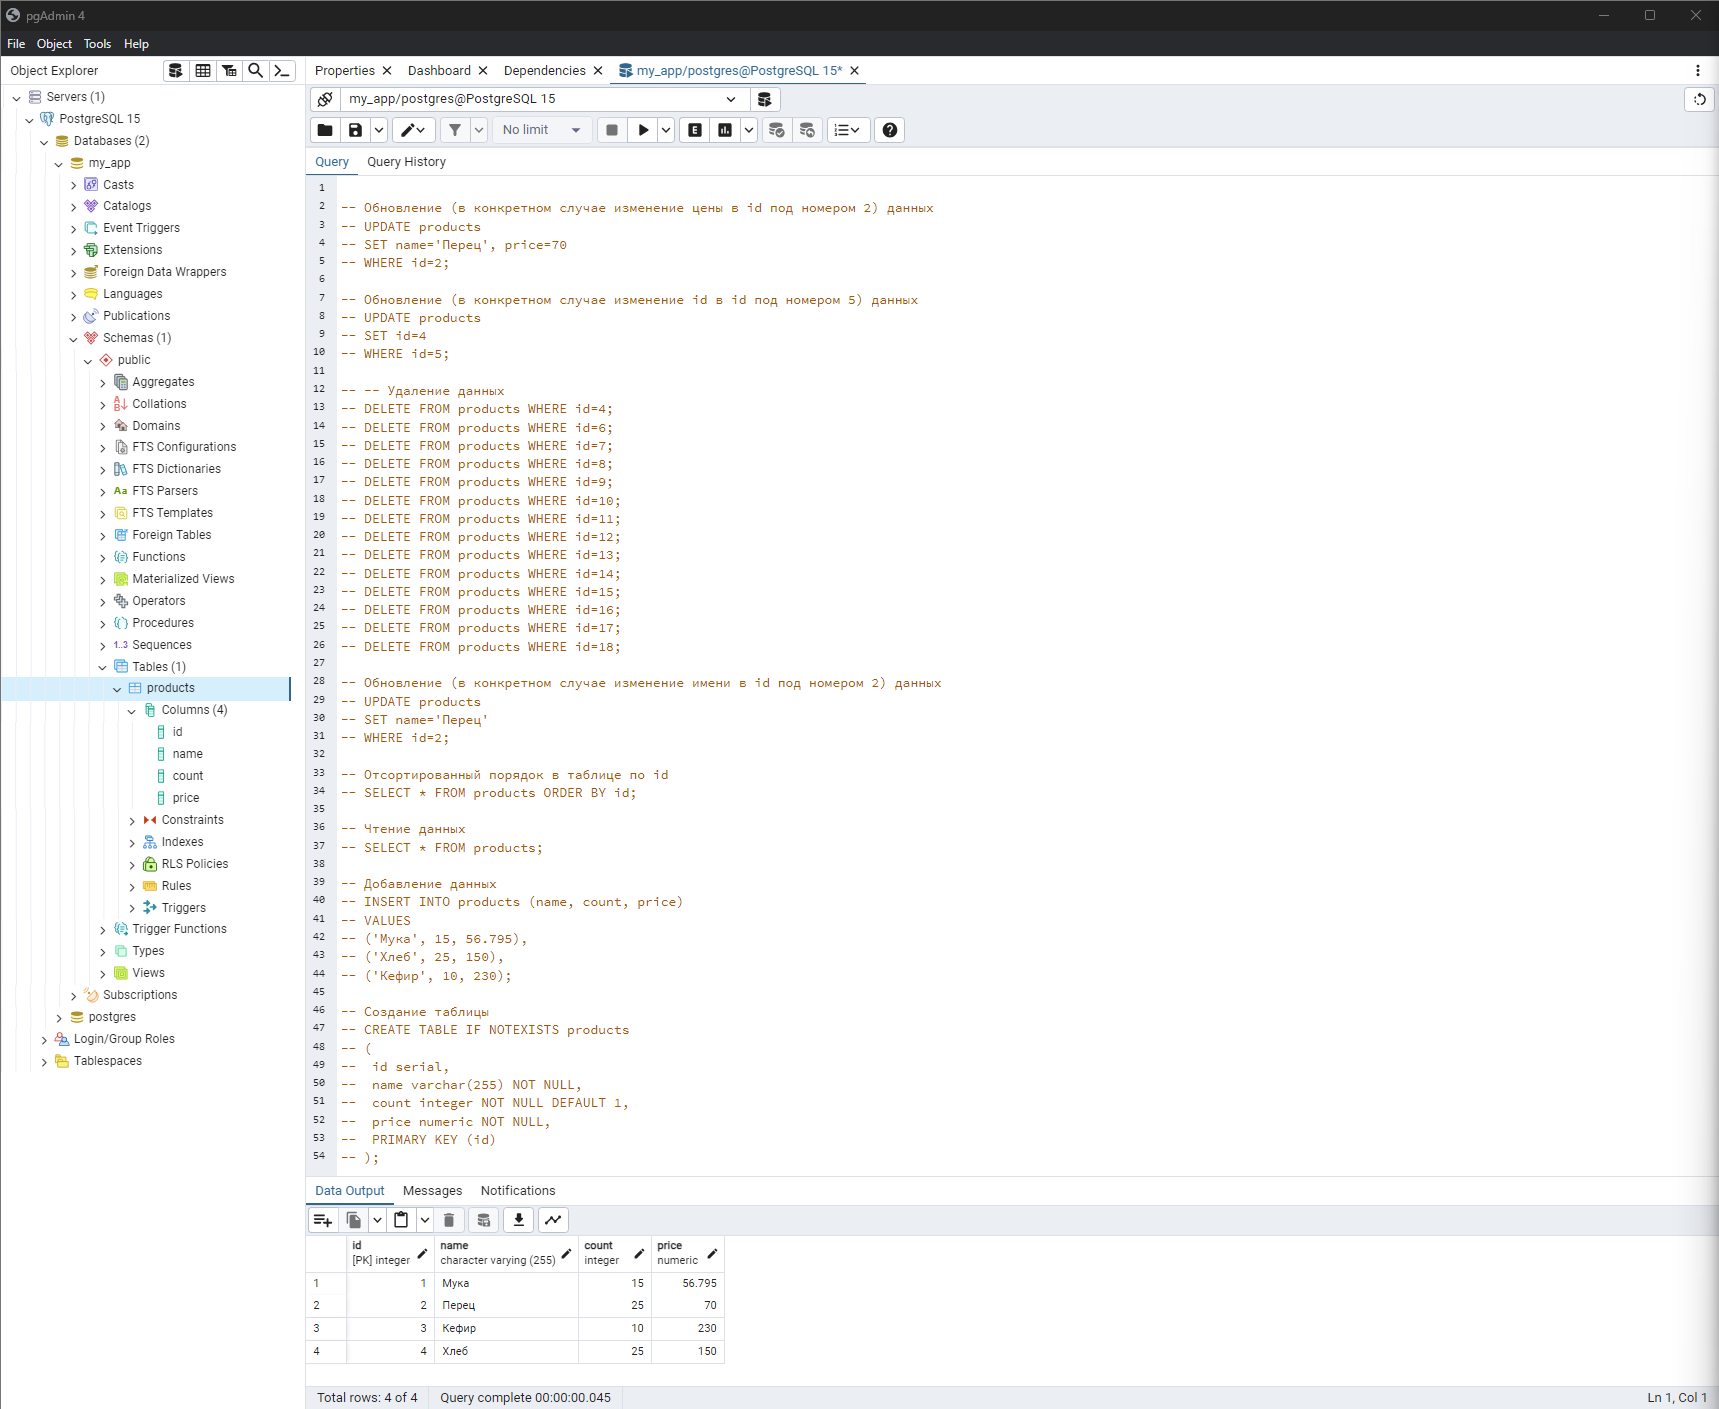 pgAdmin 4
File Object Tools Help
Object Explorer
Properties Dashboard Dependencies my_app/postgres@PostgreSQL 15*
my_app/postgres@PostgreSQL 15
No limit
Query Query History
Servers (1)
PostgreSQL 15
Databases (2)
my_app
Casts
Catalogs
Event Triggers
Extensions
Foreign Data Wrappers
Languages
Publications
Schemas (1)
public
Aggregates
Collations
Domains
FTS Configurations
FTS Dictionaries
Aa FTS Parsers
FTS Templates
Foreign Tables
Functions
Materialized Views
Operators
Procedures
1..3 Sequences
Tables (1)
products
Columns (4)
id
name
count
price
Constraints
Indexes
RLS Policies
Rules
Triggers
Trigger Functions
Types
Views
Subscriptions
postgres
Login/Group Roles
Tablespaces
1
2 -- Обновление (в конкретном случае изменение цены в id под номером 2) данных
3 -- UPDATE products
4 -- SET name='Перец', price=70
5 -- WHERE id=2;
6
7 -- Обновление (в конкретном случае изменение id в id под номером 5) данных
8 -- UPDATE products
9 -- SET id=4
10 -- WHERE id=5;
11
12 -- -- Удаление данных
13 -- DELETE FROM products WHERE id=4;
14 -- DELETE FROM products WHERE id=6;
15 -- DELETE FROM products WHERE id=7;
16 -- DELETE FROM products WHERE id=8;
17 -- DELETE FROM products WHERE id=9;
18 -- DELETE FROM products WHERE id=10;
19 -- DELETE FROM products WHERE id=11;
20 -- DELETE FROM products WHERE id=12;
21 -- DELETE FROM products WHERE id=13;
22 -- DELETE FROM products WHERE id=14;
23 -- DELETE FROM products WHERE id=15;
24 -- DELETE FROM products WHERE id=16;
25 -- DELETE FROM products WHERE id=17;
26 -- DELETE FROM products WHERE id=18;
27
28 -- Обновление (в конкретном случае изменение имени в id под номером 2) данных
29 -- UPDATE products
30 -- SET name='Перец'
31 -- WHERE id=2;
32
33 -- Отсортированный порядок в таблице по id
34 -- SELECT * FROM products ORDER BY id;
35
36 -- Чтение данных
37 -- SELECT * FROM products;
38
39 -- Добавление данных
40 -- INSERT INTO products (name, count, price)
41 -- VALUES
42 -- ('Мука', 15, 56.795),
43 -- ('Хлеб', 25, 150),
44 -- ('Кефир', 10, 230);
45
46 -- Создание таблицы
47 -- CREATE TABLE IF NOTEXISTS products
48 -- (
49 -- id serial,
50 -- name varchar(255) NOT NULL,
51 -- count integer NOT NULL DEFAULT 1,
52 -- price numeric NOT NULL,
53 -- PRIMARY KEY (id)
54 -- );
Data Output Messages Notifications
id name count price
[PK] integer character varying (255) integer numeric
1 1 Мука 15 56.795
2 2 Перец 25 70
3 3 Кефир 10 230
4 4 Хлеб 25 150
Total rows: 4 of 4 Query complete 00:00:00.045 Ln 1, Col 1